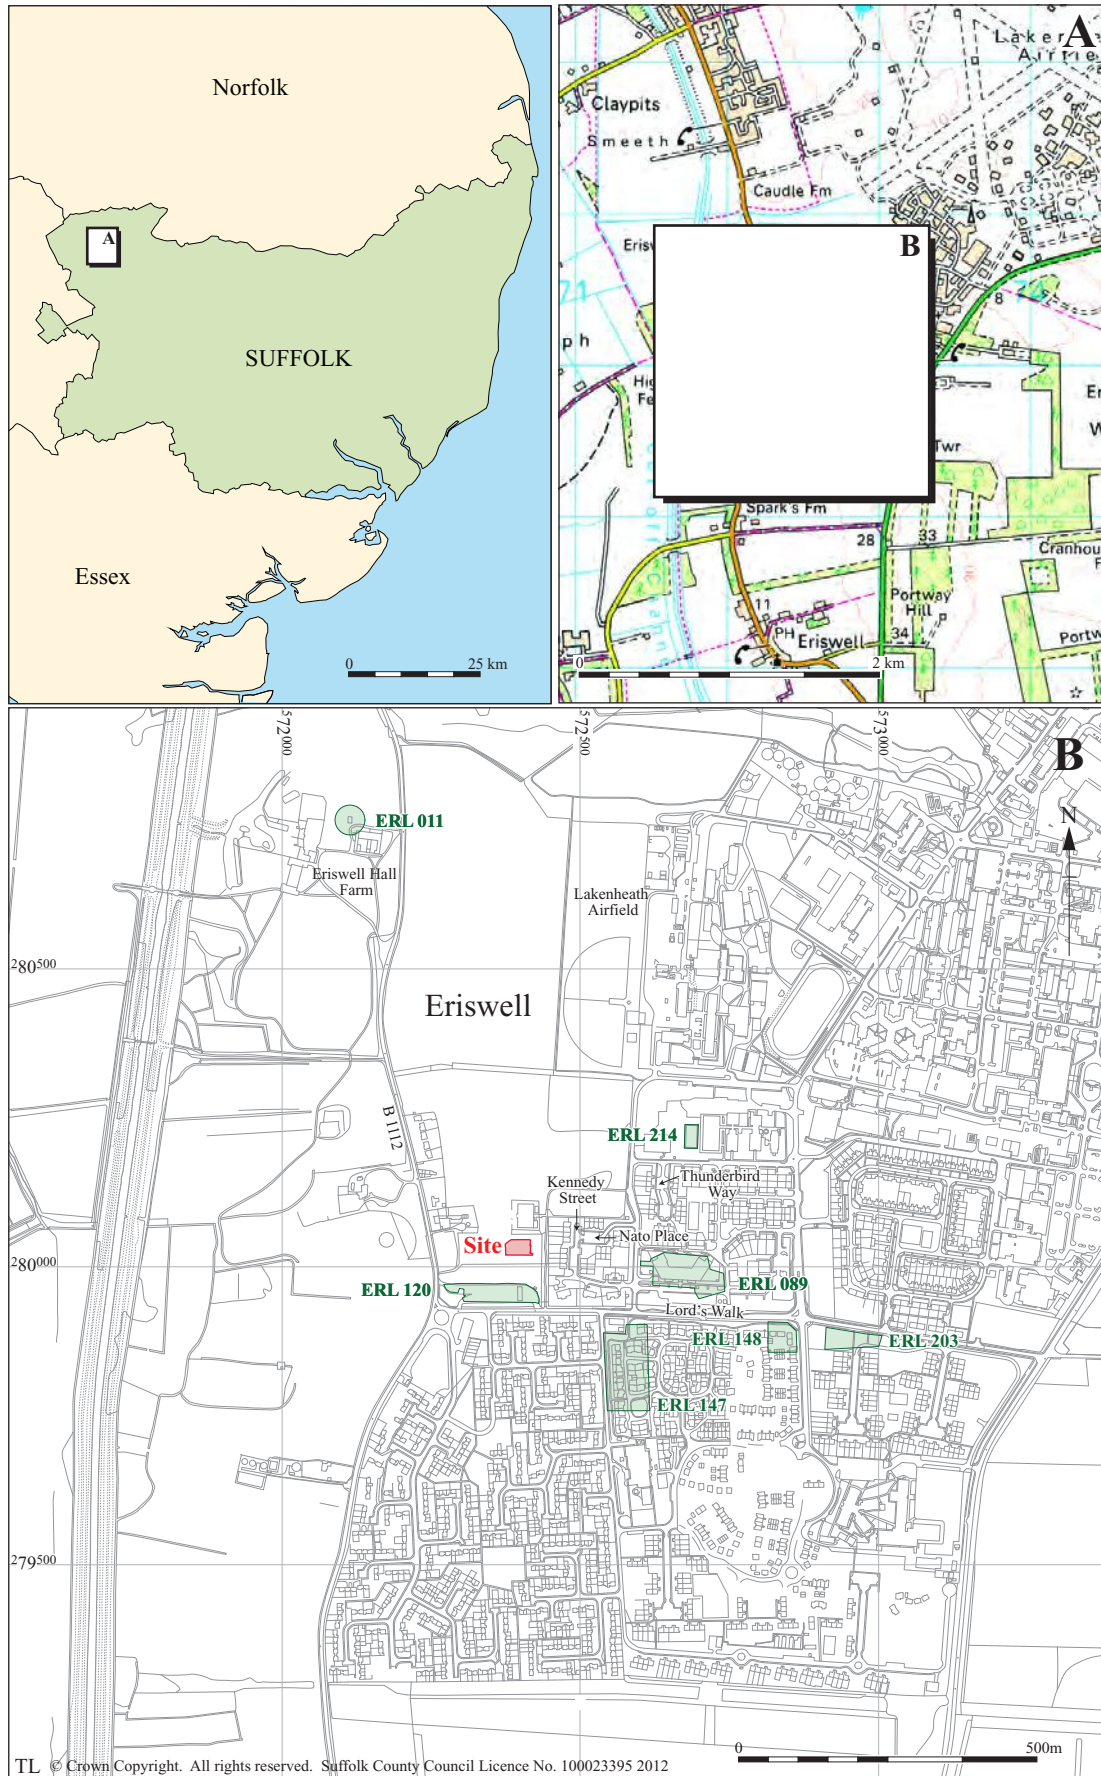 Norfolk
A
SUFFOLK
Essex
0 25 km
A
Claypits
Smeeth
Caudle Fm
B
8
Twr
Spark's Fm
28
33
Portway
Hill
11
PH
Eriswell
34
0 2 km
B
572000
572500
573000
N
ERL 011
Eriswell Hall
Farm
Lakenheath
Airfield
280500
Eriswell
B 1112
ERL 214
Kennedy
Street
Thunderbird
Way
Site
Nato Place
280000
ERL 120
ERL 089
Lord's Walk
ERL 148
ERL 203
ERL 147
279500
0 500m
TL © Crown Copyright. All rights reserved. Suffolk County Council Licence No. 100023395 2012